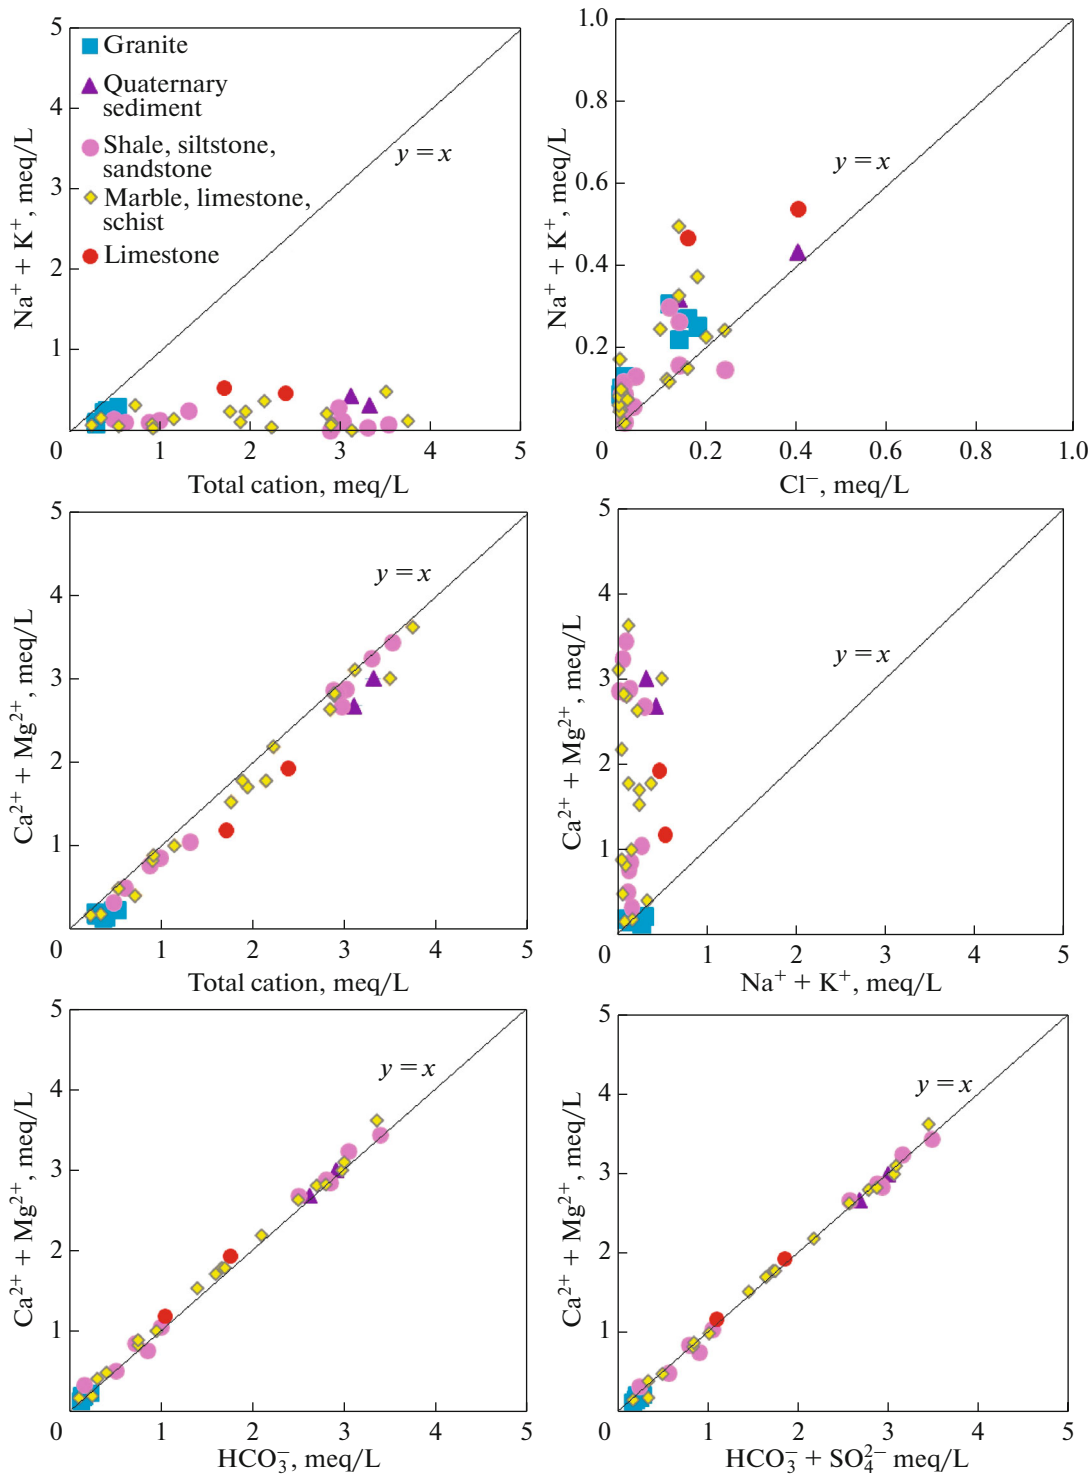 5
4
3
2
1
0
1
2
3
4
5
Na⁺ + K⁺, meq/L
Total cation, meq/L
Granite
Quaternary
sediment
Shale, siltstone,
sandstone
Marble, limestone,
schist
Limestone
y = x
1.0
0.8
0.6
0.4
0.2
0
0.2
0.4
0.6
0.8
1.0
Na⁺ + K⁺, meq/L
Cl⁻, meq/L
y = x
5
4
3
2
1
0
1
2
3
4
5
Ca²⁺ + Mg²⁺, meq/L
Total cation, meq/L
y = x
5
4
3
2
1
0
1
2
3
4
5
Ca²⁺ + Mg²⁺, meq/L
Na⁺ + K⁺, meq/L
y = x
5
4
3
2
1
0
1
2
3
4
5
Ca²⁺ + Mg²⁺, meq/L
HCO₃⁻, meq/L
y = x
5
4
3
2
1
0
1
2
3
4
5
Ca²⁺ + Mg²⁺, meq/L
HCO₃⁻ + SO₄²⁻ meq/L
y = x